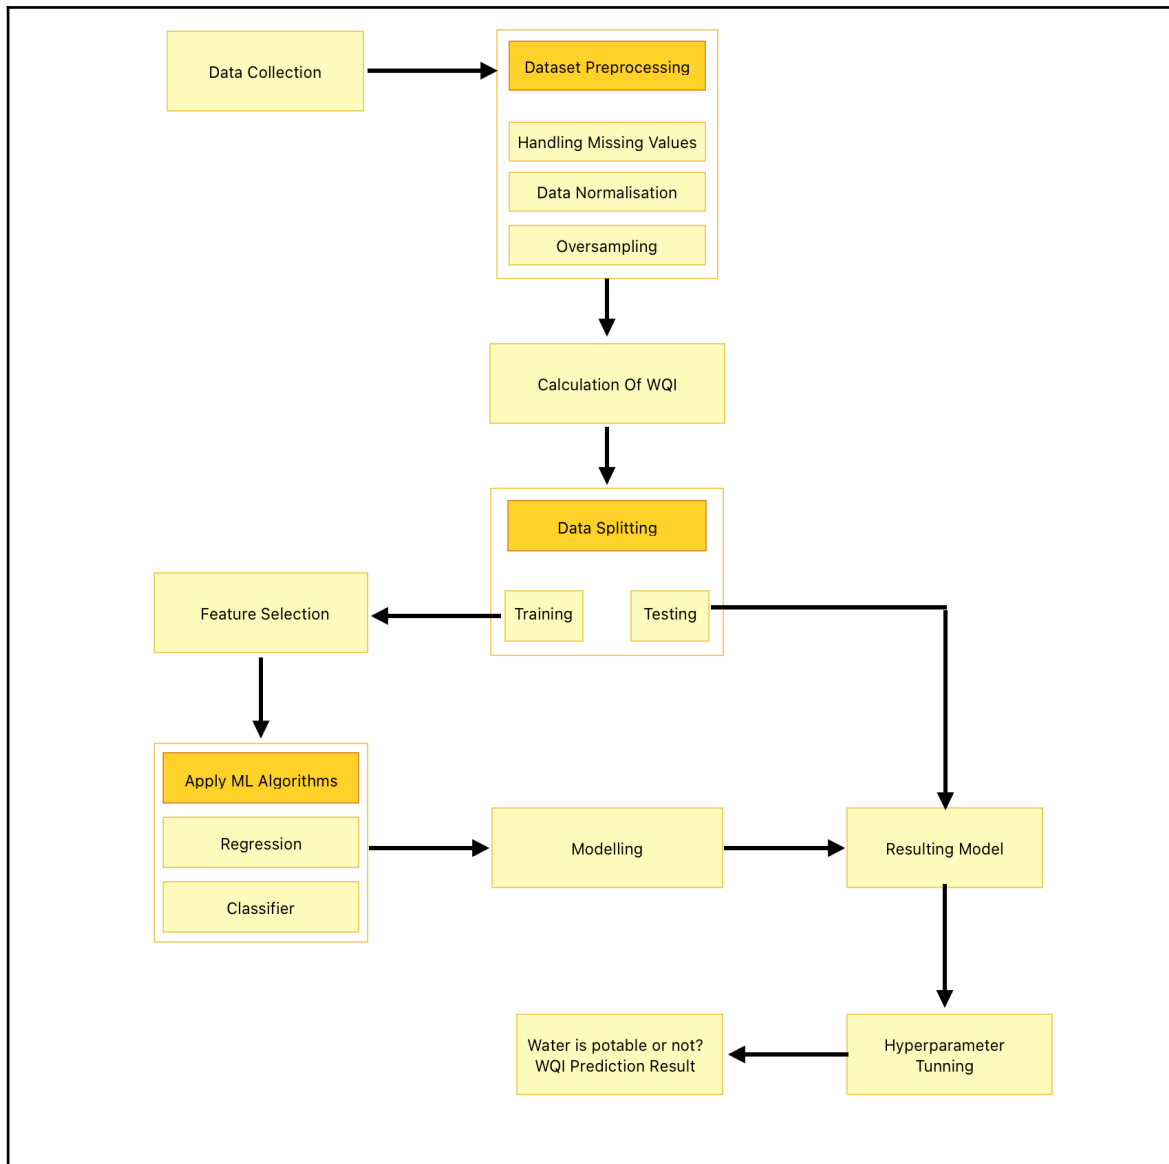 Data Collection
Dataset Preprocessing
Handling Missing Values
Data Normalisation
Oversampling
Calculation Of WQI
Data Splitting
Training
Testing
Feature Selection
Apply ML Algorithms
Regression
Classifier
Modelling
Resulting Model
Hyperparameter
Tunning
Water is potable or not?
WQI Prediction Result